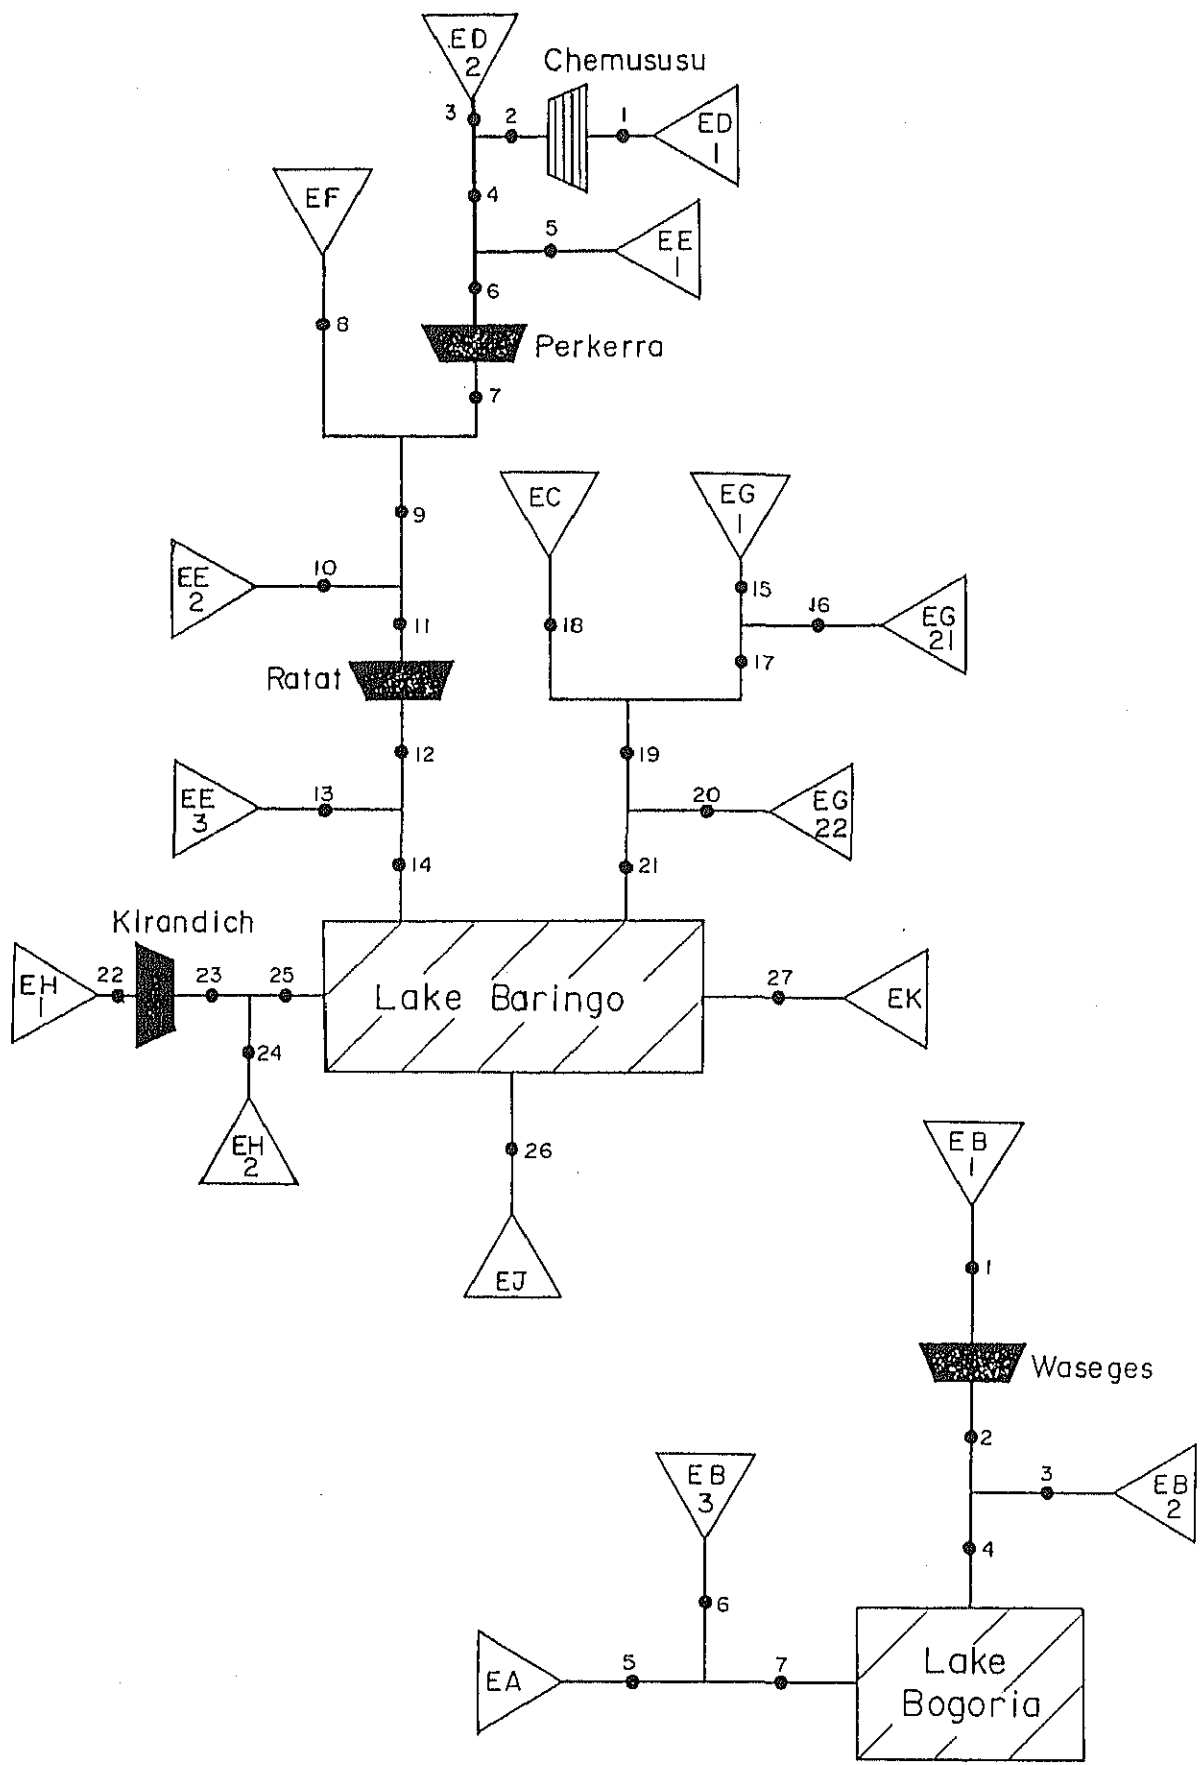 ED
2
Chemususu
3
2
1
ED
1
EF
4
5
EE
1
6
8
Perkerra
7
9
EC
EG
1
10
EE
2
15
16
11
18
EG
21
17
Ratat
12
19
EE
3
13
20
EG
22
14
21
Kirandich
EH
1
22
23
25
Lake Baringo
27
EK
24
EH
2
26
EB
1
EJ
1
Waseges
2
EB
3
3
EB
2
4
6
EA
5
7
Lake
Bogoria